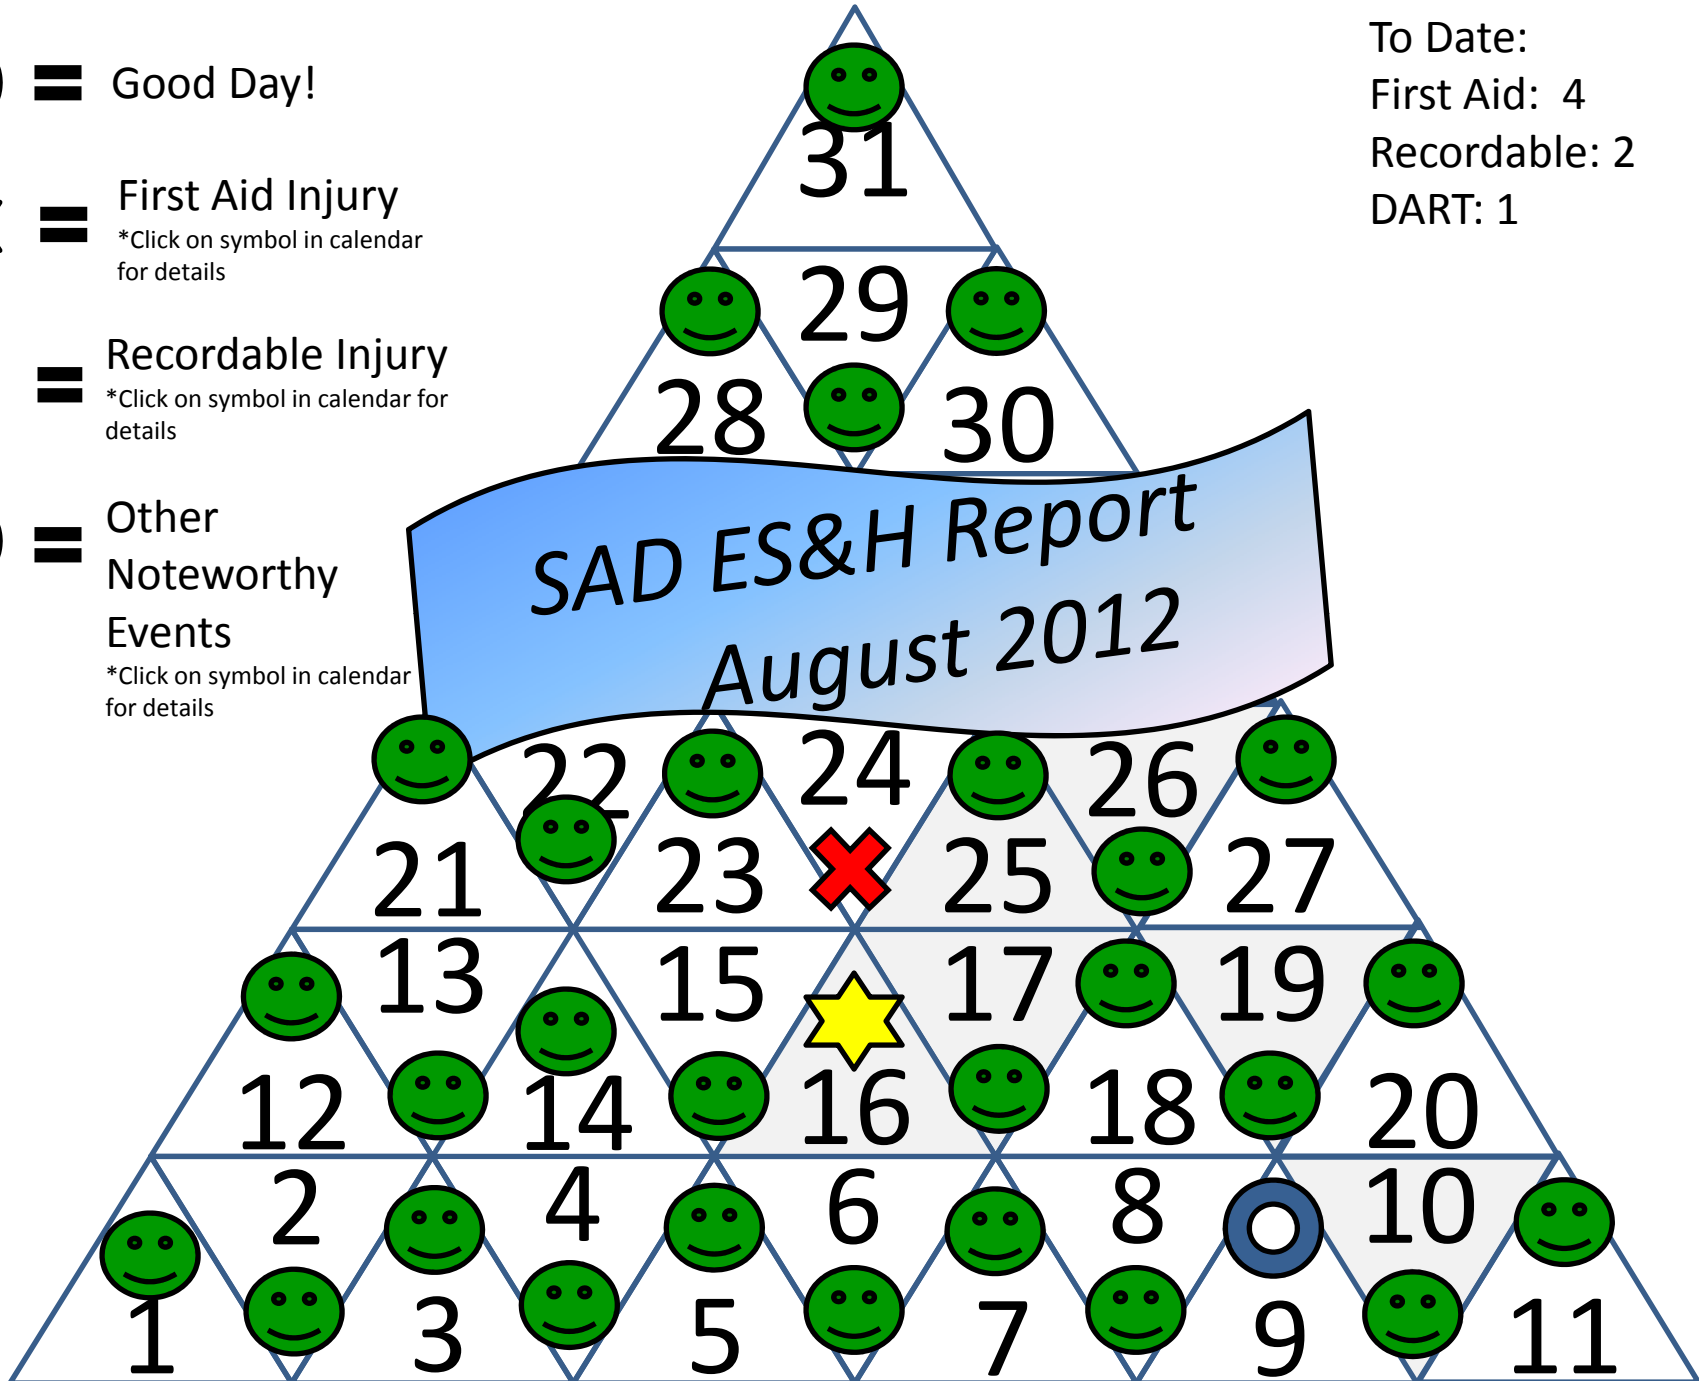 = Good Day!
= First Aid Injury
*Click on symbol in calendar
for details
= Recordable Injury
*Click on symbol in calendar for
details
= Other
Noteworthy
Events
*Click on symbol in calendar
for details
To Date:
First Aid: 4
Recordable: 2
DART: 1
31
29
28 30
SAD ES&H Report
August 2012
22 24 26
21 23 25 27
13 15 17 19
12 14 16 18 20
2 4 6 8 10
1 3 5 7 9 11